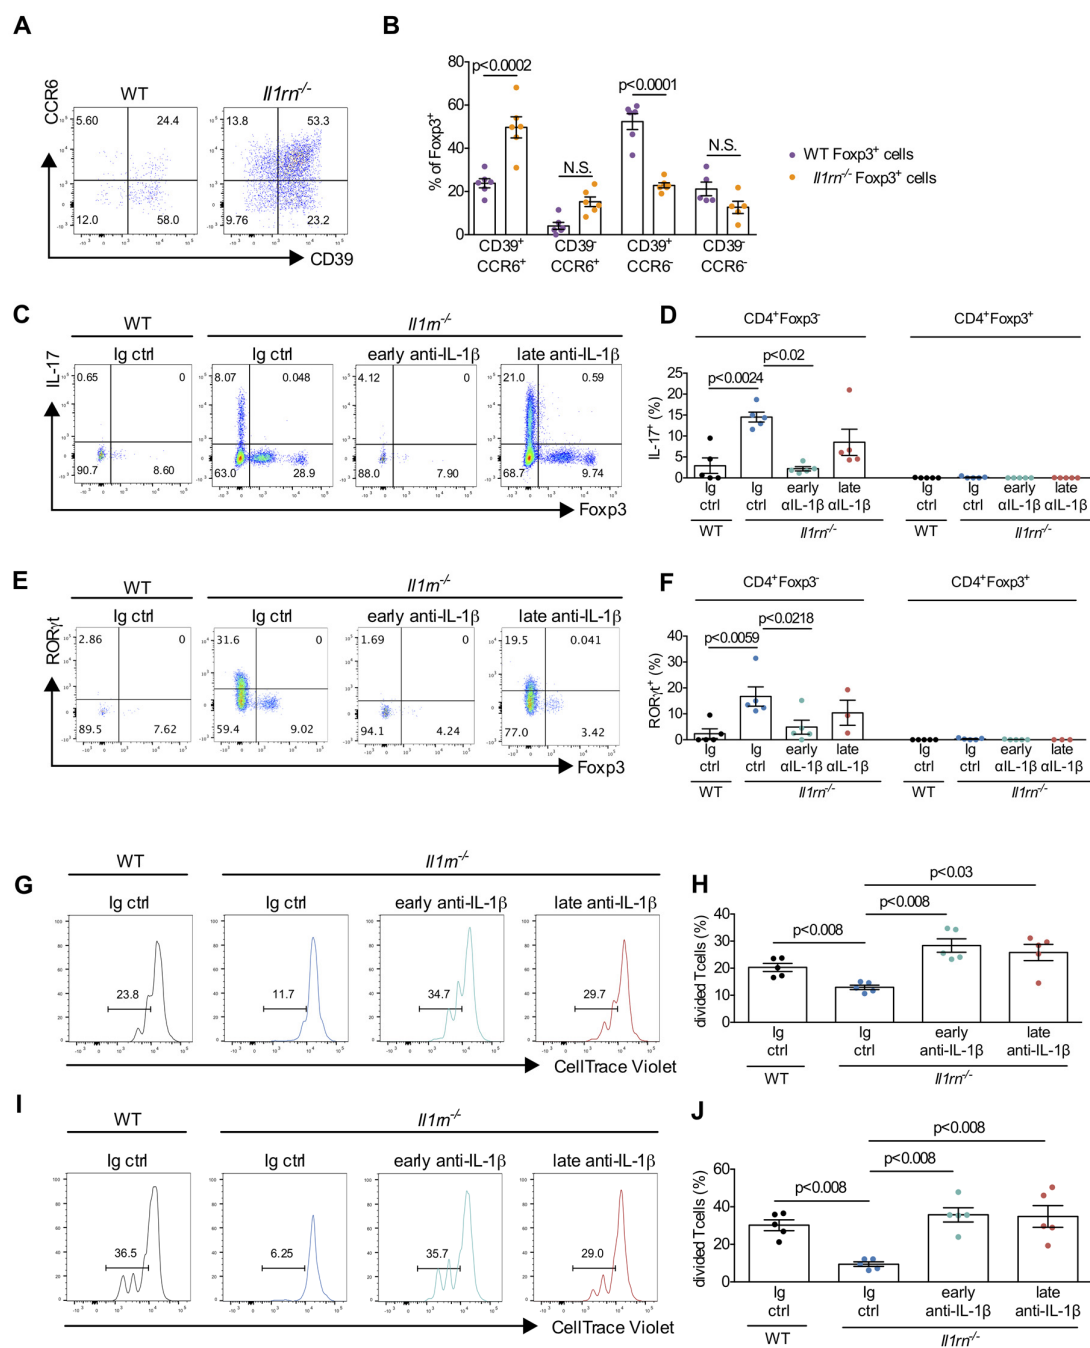 A
B
WT
Il1rn-/-
CCR6
5.60
24.4
12.0
58.0
13.8
53.3
9.76
23.2
CD39
% of Foxp3+
80
60
40
20
0
p<0.0002
N.S.
p<0.0001
N.S.
CD39+
CCR6+
CD39-
CCR6+
CD39+
CCR6-
CD39-
CCR6-
WT Foxp3+ cells
Il1rn-/- Foxp3+ cells
C
WT
Il1rn-/-
Ig ctrl
Ig ctrl
early anti-IL-1β
late anti-IL-1β
IL-17
0.65
0
90.7
8.60
8.07
0.048
63.0
28.9
4.12
0
88.0
7.90
21.0
0.59
68.7
9.74
Foxp3
D
CD4+Foxp3-
CD4+Foxp3+
p<0.0024
p<0.02
IL-17+ (%)
25
20
15
10
5
0
Ig ctrl
Ig ctrl
early αIL-1β
late αIL-1β
Ig ctrl
Ig ctrl
early αIL-1β
late αIL-1β
WT
Il1rn-/-
WT
Il1rn-/-
E
WT
Il1rn-/-
Ig ctrl
Ig ctrl
early anti-IL-1β
late anti-IL-1β
RORγt
2.86
0
89.5
7.62
31.6
0
59.4
9.02
1.69
0
94.1
4.24
19.5
0.041
77.0
3.42
Foxp3
F
CD4+Foxp3-
CD4+Foxp3+
p<0.0059
p<0.0218
RORγt+ (%)
40
30
20
10
0
Ig ctrl
Ig ctrl
early αIL-1β
late αIL-1β
Ig ctrl
Ig ctrl
early αIL-1β
late αIL-1β
WT
Il1rn-/-
WT
Il1rn-/-
G
WT
Il1rn-/-
Ig ctrl
Ig ctrl
early anti-IL-1β
late anti-IL-1β
23.8
11.7
34.7
29.7
CellTrace Violet
H
p<0.03
p<0.008
p<0.008
divided T cells (%)
40
30
20
10
0
Ig ctrl
Ig ctrl
early anti-IL-1β
late anti-IL-1β
WT
Il1rn-/-
I
WT
Il1rn-/-
Ig ctrl
Ig ctrl
early anti-IL-1β
late anti-IL-1β
36.5
6.25
35.7
29.0
CellTrace Violet
J
p<0.008
p<0.008
p<0.008
divided T cells (%)
60
40
20
0
Ig ctrl
Ig ctrl
early anti-IL-1β
late anti-IL-1β
WT
Il1rn-/-